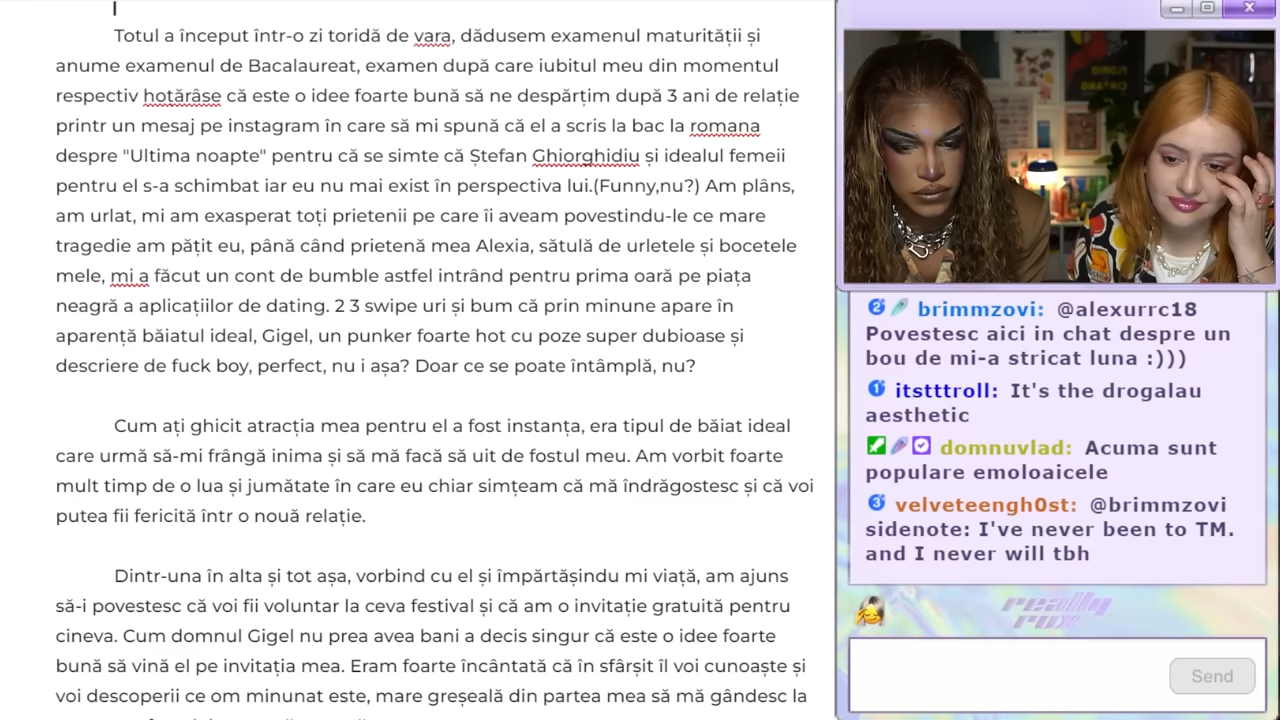 Totul a început într-o zi toridă de vara, dădusem examenul maturității și
anume examenul de Bacalaureat, examen după care iubitul meu din momentul
respectiv hotărâse că este o idee foarte bună să ne despărțim după 3 ani de relație
printr un mesaj pe instagram în care să mi spună că el a scris la bac la romana
despre "Ultima noapte" pentru că se simte că Ștefan Ghiorghidiu și idealul femeii
pentru el s-a schimbat iar eu nu mai exist în perspectiva lui.(Funny,nu?) Am plâns,
am urlat, mi am exasperat toți prietenii pe care îi aveam povestindu-le ce mare
tragedie am pățit eu, până când prietenă mea Alexia, sătulă de urletele și bocetele
mele, mi a făcut un cont de bumble astfel intrând pentru prima oară pe piața
neagră a aplicațiilor de dating. 2 3 swipe uri și bum că prin minune apare în
aparență băiatul ideal, Gigel, un punker foarte hot cu poze super dubioase și
descriere de fuck boy, perfect, nu i așa? Doar ce se poate întâmplă, nu?
Cum ați ghicit atracția mea pentru el a fost instanța, era tipul de băiat ideal
care urmă să-mi frângă inima și să mă facă să uit de fostul meu. Am vorbit foarte
mult timp de o lua și jumătate în care eu chiar simțeam că mă îndrăgostesc și că voi
putea fii fericită într o nouă relație.
Dintr-una în alta și tot așa, vorbind cu el și împărtășindu mi viață, am ajuns
să-i povestesc că voi fii voluntar la ceva festival și că am o invitație gratuită pentru
cineva. Cum domnul Gigel nu prea avea bani a decis singur că este o idee foarte
bună să vină el pe invitația mea. Eram foarte încântată că în sfârșit îl voi cunoaște și
voi descoperii ce om minunat este, mare greșeală din partea mea să mă gândesc la
brimmzovi: @alexurrc18
Povestesc aici in chat despre un
bou de mi-a stricat luna :)))
itstttroll: It's the drogalau
aesthetic
domnuvlad: Acuma sunt
populare emoloaicele
velveteengh0st: @brimmzovi
sidenote: I've never been to TM.
and I never will tbh
really
rux
Send